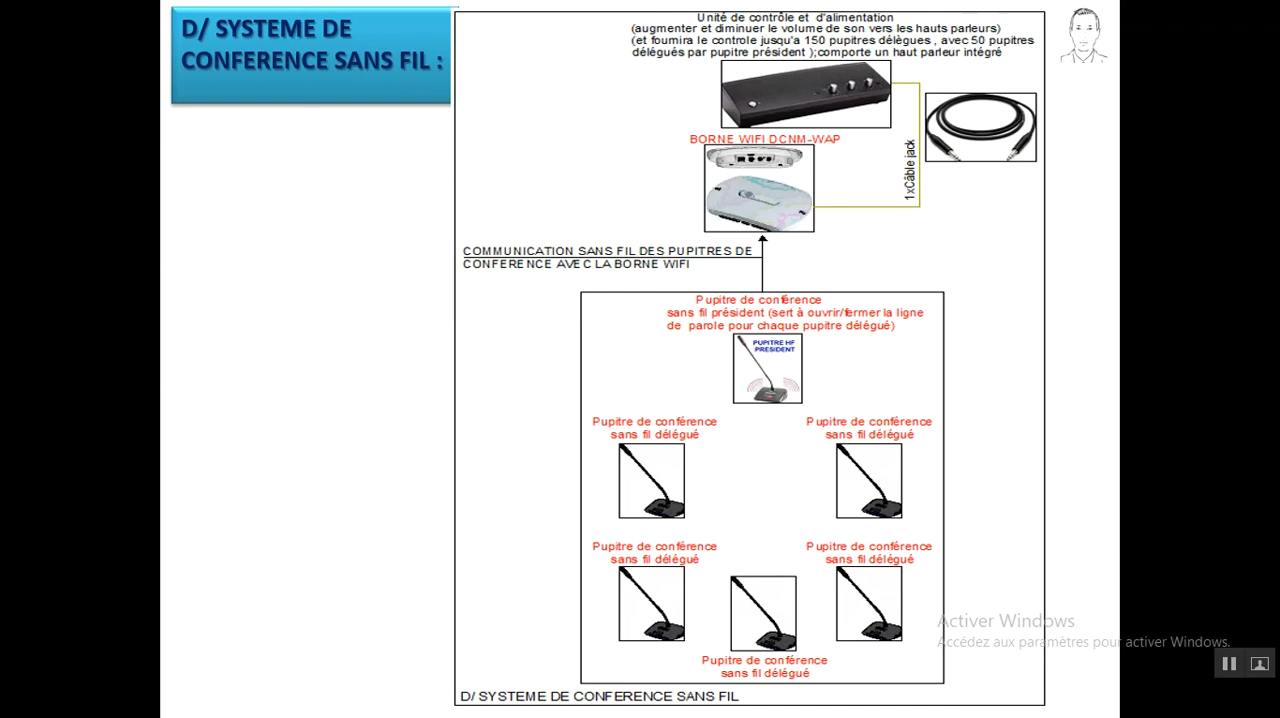 D/ SYSTEME DE
CONFERENCE SANS FIL :
Unité de contrôle et d'alimentation
(augmenter et diminuer le volume de son vers les hauts parleurs)
(et fournira le controle jusqu'a 150 pupitres délègues , avec 50 pupitres
délégués par pupitre président );comporte un haut parleur intégré
BORNE WIFI DCNM-WAP
1xCâble jack
COMMUNICATION SANS FIL DES PUPITRES DE
CONFERENCE AVEC LA BORNE WIFI
Pupitre de conférence
sans fil président (sert à ouvrir/fermer la ligne
de parole pour chaque pupitre délégué)
PUPITRE HF
PRESIDENT
Pupitre de conférence
sans fil délégué
Pupitre de conférence
sans fil délégué
Pupitre de conférence
sans fil délégué
Pupitre de conférence
sans fil délégué
Pupitre de conférence
sans fil délégué
D/ SYSTEME DE CONFERENCE SANS FIL
Activer Windows
Accédez aux paramètres pour activer Windows.